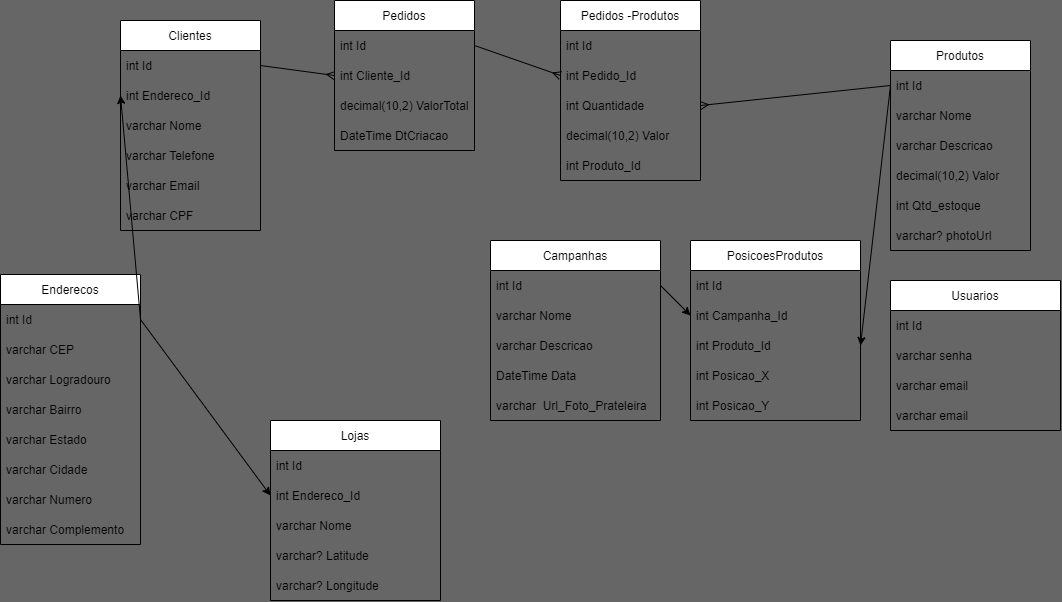 Clientes
int Id
int Endereco_Id
varchar Nome
varchar Telefone
varchar Email
varchar CPF
Pedidos
int Id
int Cliente_Id
decimal(10,2) ValorTotal
DateTime DtCriacao
Pedidos -Produtos
int Id
int Pedido_Id
int Quantidade
decimal(10,2) Valor
int Produto_Id
Produtos
int Id
varchar Nome
varchar Descricao
decimal(10,2) Valor
int Qtd_estoque
varchar? photoUrl
Enderecos
int Id
varchar CEP
varchar Logradouro
varchar Bairro
varchar Estado
varchar Cidade
varchar Numero
varchar Complemento
Lojas
int Id
int Endereco_Id
varchar Nome
varchar? Latitude
varchar? Longitude
Campanhas
int Id
varchar Nome
varchar Descricao
DateTime Data
varchar  Url_Foto_Prateleira
PosicoesProdutos
int Id
int Campanha_Id
int Produto_Id
int Posicao_X
int Posicao_Y
Usuarios
int Id
varchar senha
varchar email
varchar email